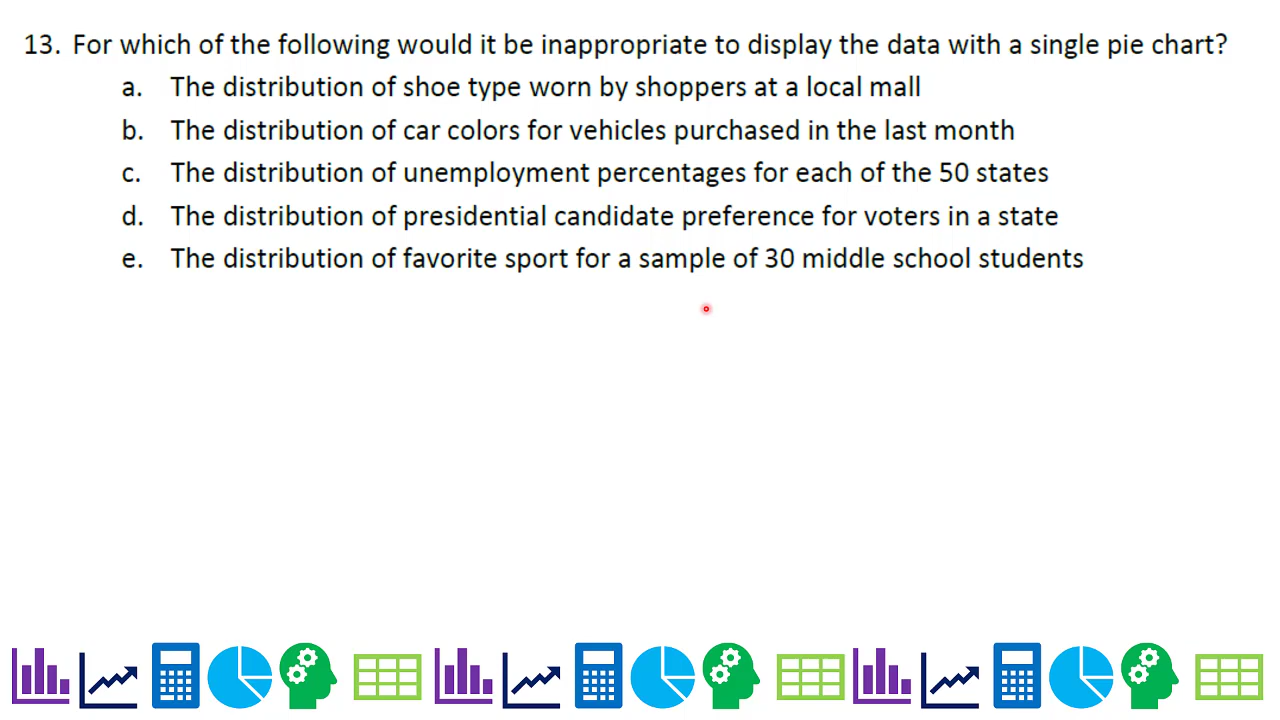 13. For which of the following would it be inappropriate to display the data with a single pie chart?
a. The distribution of shoe type worn by shoppers at a local mall
b. The distribution of car colors for vehicles purchased in the last month
c. The distribution of unemployment percentages for each of the 50 states
d. The distribution of presidential candidate preference for voters in a state
e. The distribution of favorite sport for a sample of 30 middle school students